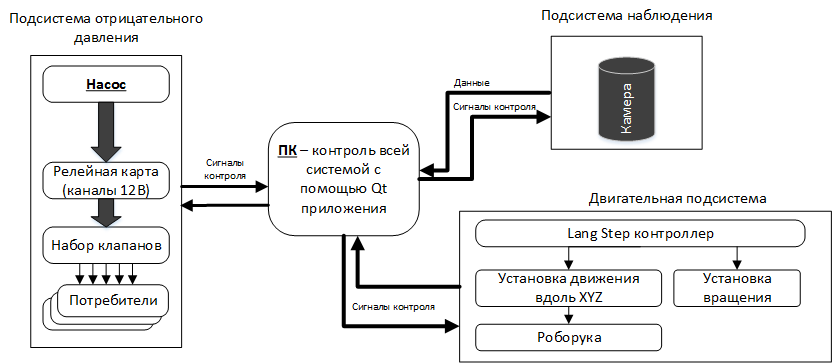 Подсистема отрицательного
давления
Насос
Релейная карта
(каналы 12В)
Набор клапанов
Потребители
Сигналы
контроля
ПК – контроль всей
системой с
помощью Qt
приложения
Подсистема наблюдения
Камера
Данные
Сигналы контроля
Двигательная подсистема
Lang Step контроллер
Установка движения
вдоль XYZ
Установка
вращения
Роборука
Сигналы контроля